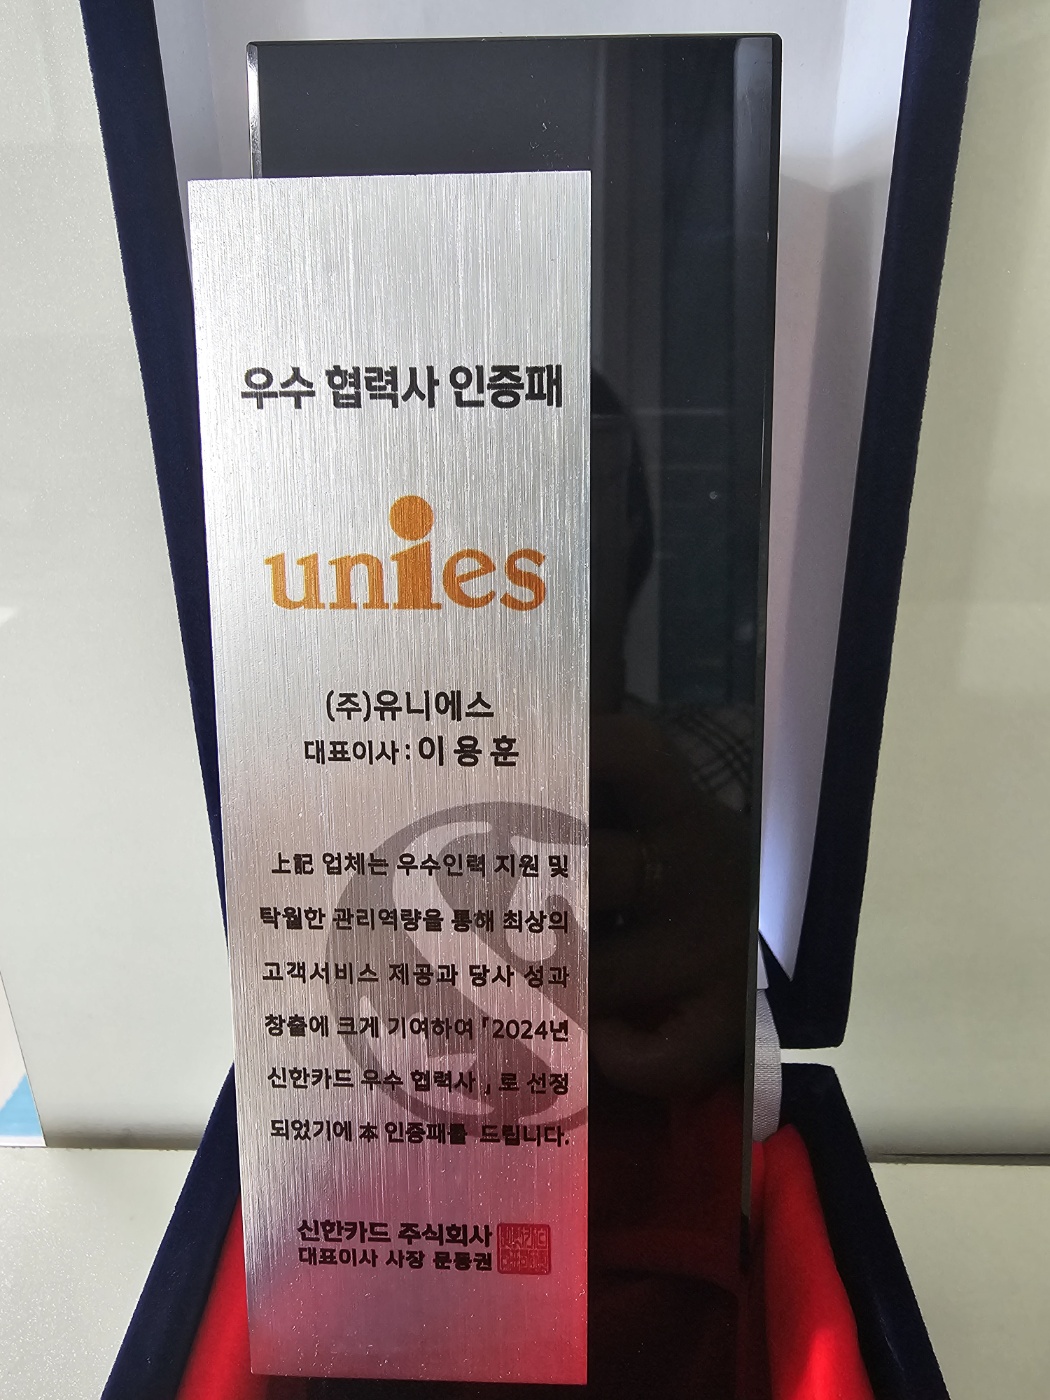 우수 협력사 인증패
unies
(주)유니에스
대표이사 : 이 용 훈
上記 업체는 우수인력 지원 및
탁월한 관리역량을 통해 최상의
고객서비스 제공과 당사 성과
창출에 크게 기여하여 「2024년
신한카드 우수 협력사」로 선정
되었기에 本 인증패를 드립니다.
신한카드 주식회사
대표이사 사장 문동권